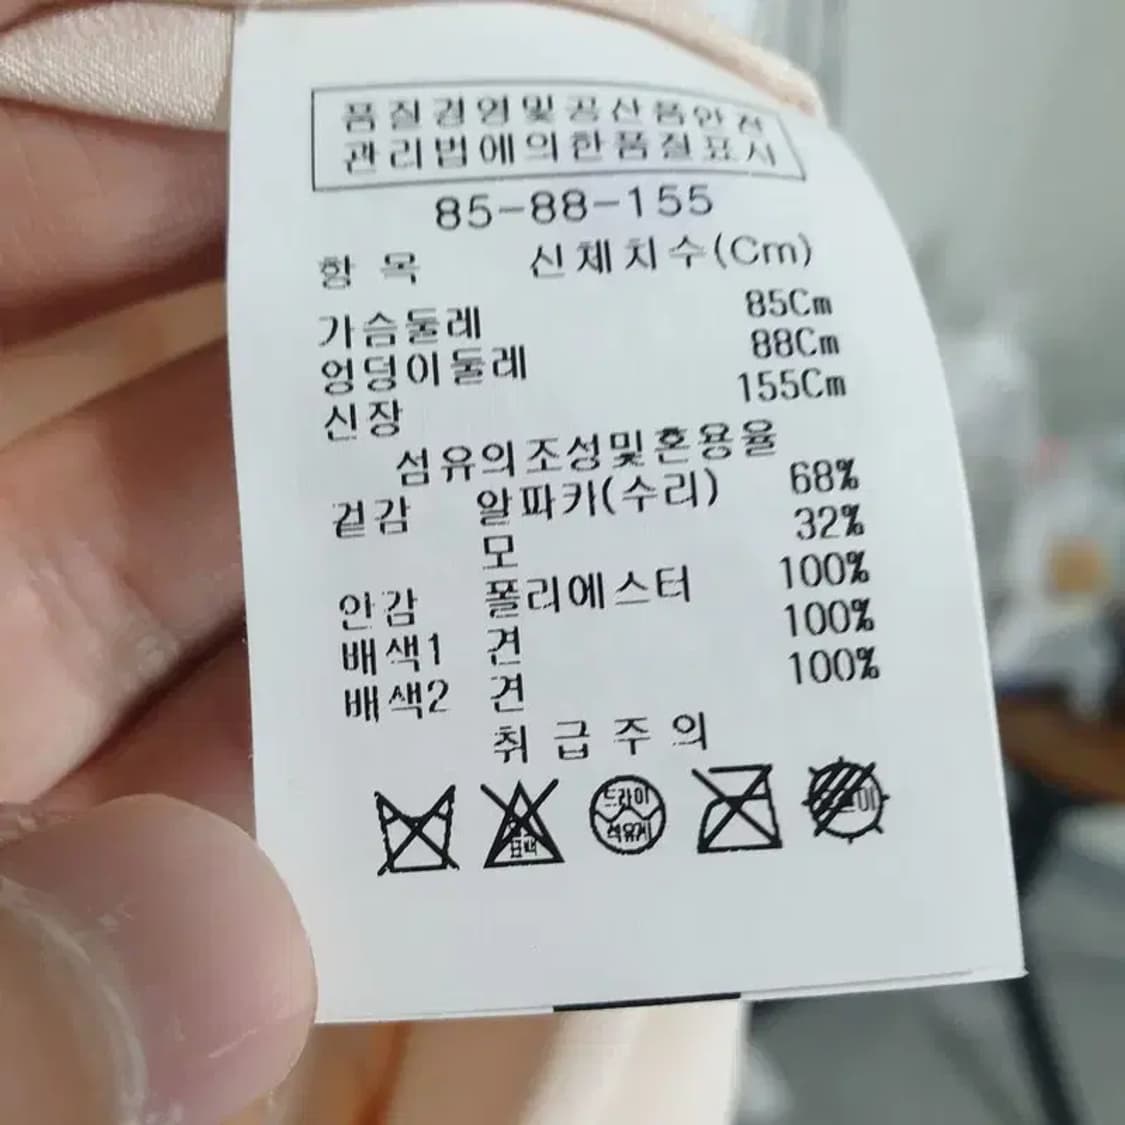 품질경영및공산품안전
관리법에의한품질표시
85-88-155
항 목 신체치수(Cm)
가슴둘레 85Cm
엉덩이둘레 88Cm
신장 155Cm
섬유의조성및혼용율
겉감 알파카(수리) 68%
모 32%
안감 폴리에스터 100%
배색1 견 100%
배색2 견 100%
취급주의
표백
드라이
석유계